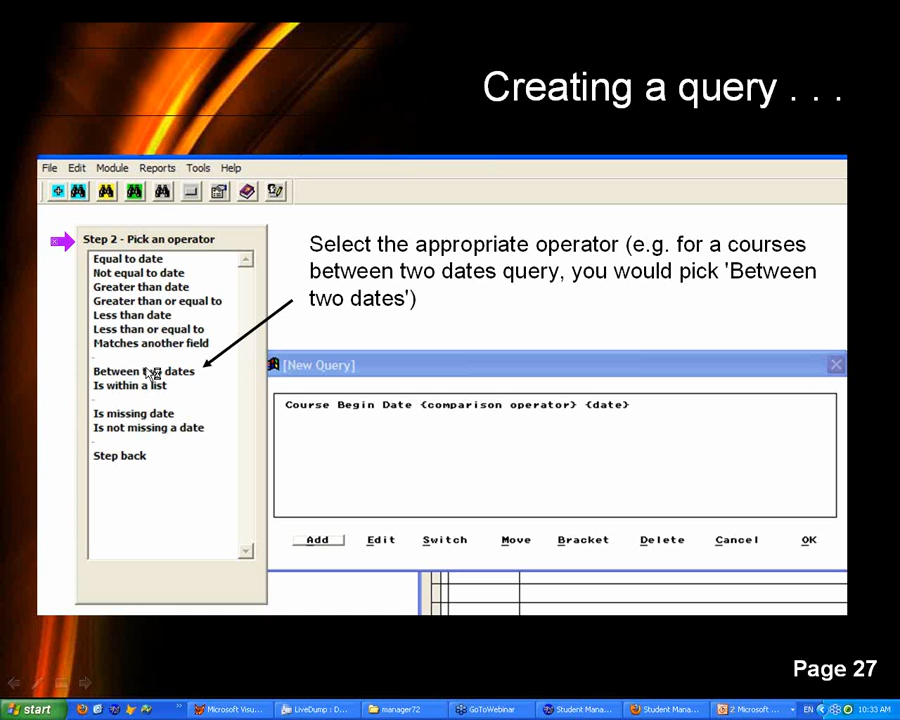 Creating a query . . .
File Edit Module Reports Tools Help
Step 2 - Pick an operator
Equal to date
Not equal to date
Greater than date
Greater than or equal to
Less than date
Less than or equal to
Matches another field
-
Between two dates
Is within a list
-
Is missing date
Is not missing a date
-
Step back
Select the appropriate operator (e.g. for a courses
between two dates query, you would pick 'Between
two dates')
[New Query]
Course Begin Date {comparison operator} {date}
Add Edit Switch Move Bracket Delete Cancel OK
Page 27
start Microsoft Visu... LiveDump : D... manager72 GoToWebinar Student Mana... Student Mana... 2 Microsoft ... EN 10:33 AM